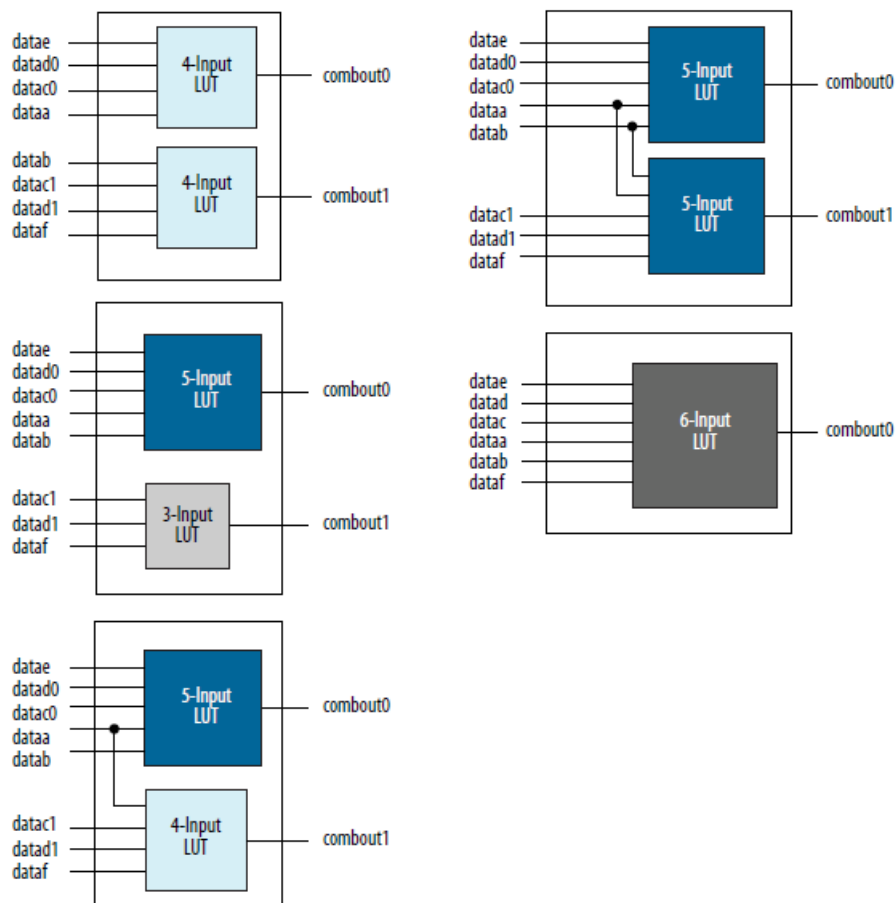 datae
datad0
datac0
dataa
4-Input
LUT
combout0
datab
datac1
datad1
dataf
4-Input
LUT
combout1
datae
datad0
datac0
dataa
datab
5-Input
LUT
combout0
datac1
datad1
dataf
3-Input
LUT
combout1
datae
datad0
datac0
dataa
datab
5-Input
LUT
combout0
datac1
datad1
dataf
4-Input
LUT
combout1
datae
datad0
datac0
dataa
datab
5-Input
LUT
combout0
datac1
datad1
dataf
5-Input
LUT
combout1
datae
datad
datac
dataa
datab
dataf
6-Input
LUT
combout0